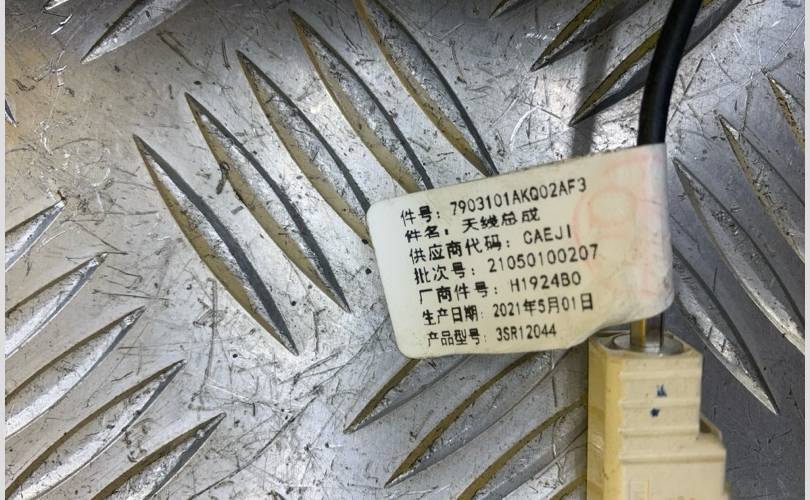 件号: 7903101AKQ02AF3
件名: 天线总成
供应商代码: CAEJI
批次号: 21050100207
厂商件号: H1924B0
生产日期: 2021年5月01日
产品型号: 3SR12044